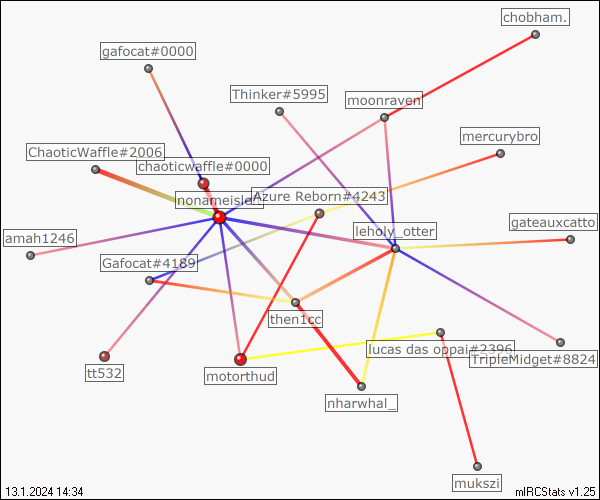 chobham.
gafocat#0000
Thinker#5995
moonraven
mercurybro
ChaoticWaffle#2006
chaoticwaffle#0000
Azure Reborn#4243
gateauxcatto
amah1246
leholy_otter
Gafocat#4189
then1cc
lucas das oppai#2396
TripleMidget#8824
tt532
motorthud
nharwhal_
mukszi
13.1.2024 14:34
mIRCStats v1.25